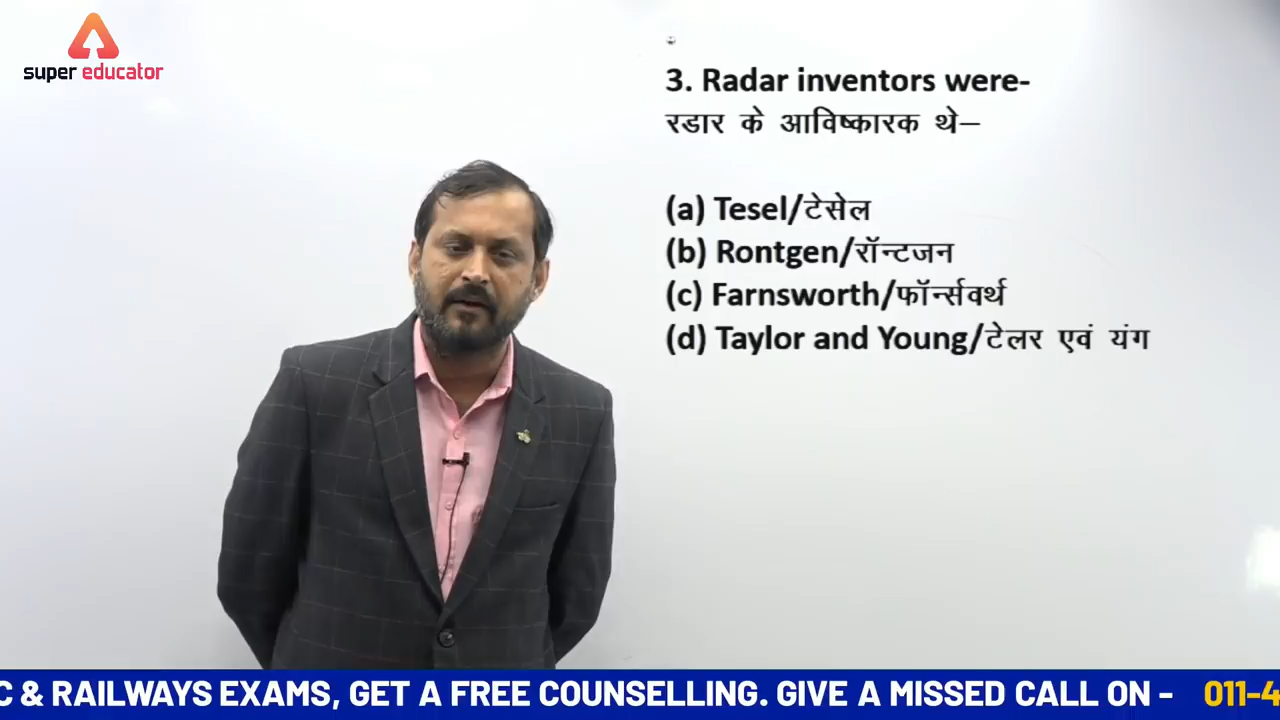 super educator
3. Radar inventors were-
रडार के आविष्कारक थे–
(a) Tesel/टेसेल
(b) Rontgen/रॉन्टजन
(c) Farnsworth/फॉर्न्सवर्थ
(d) Taylor and Young/टेलर एवं यंग
C & RAILWAYS EXAMS, GET A FREE COUNSELLING. GIVE A MISSED CALL ON - 011-4